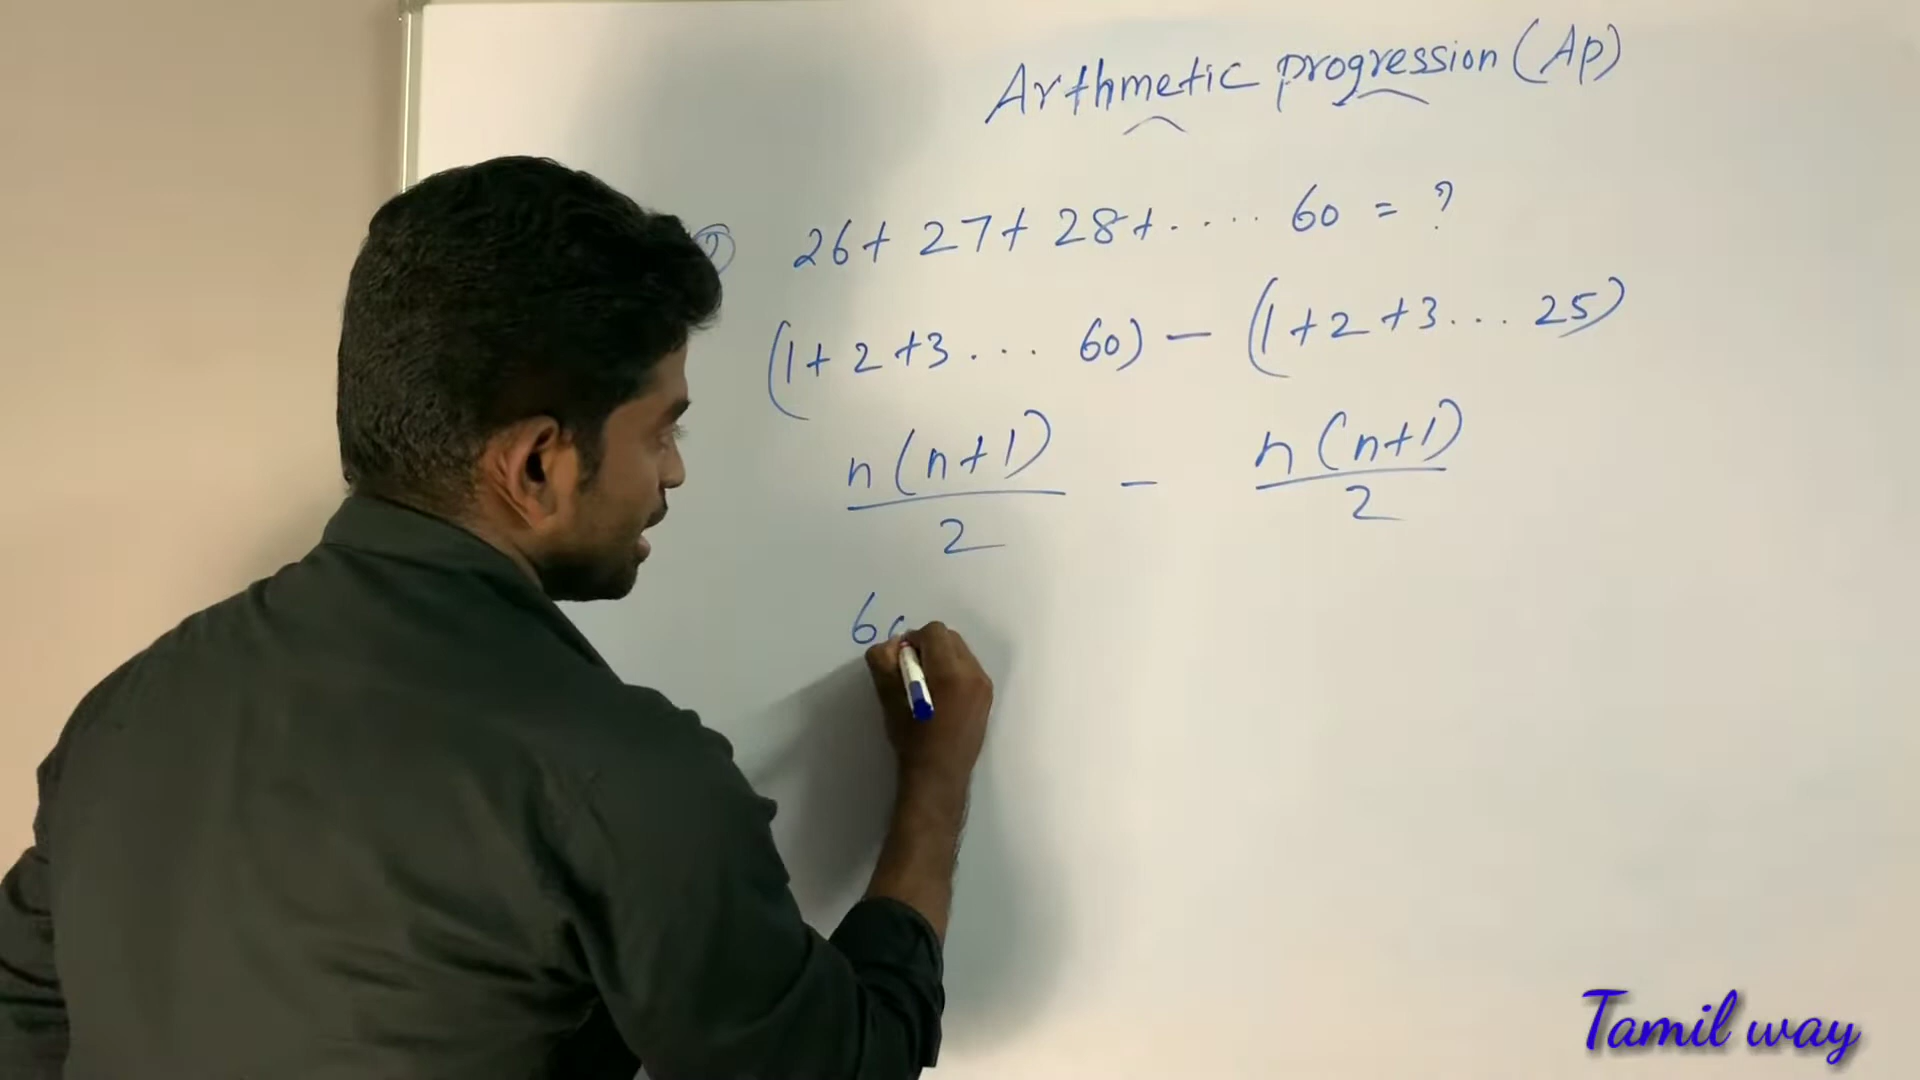 Arthmetic progression (Ap)
26+ 27+ 28+ . .... 60 = ?
(1+2+3... 60) - (1+2+3... 25)
n(n+1)/2 - n(n+1)/2
60
Tamil way